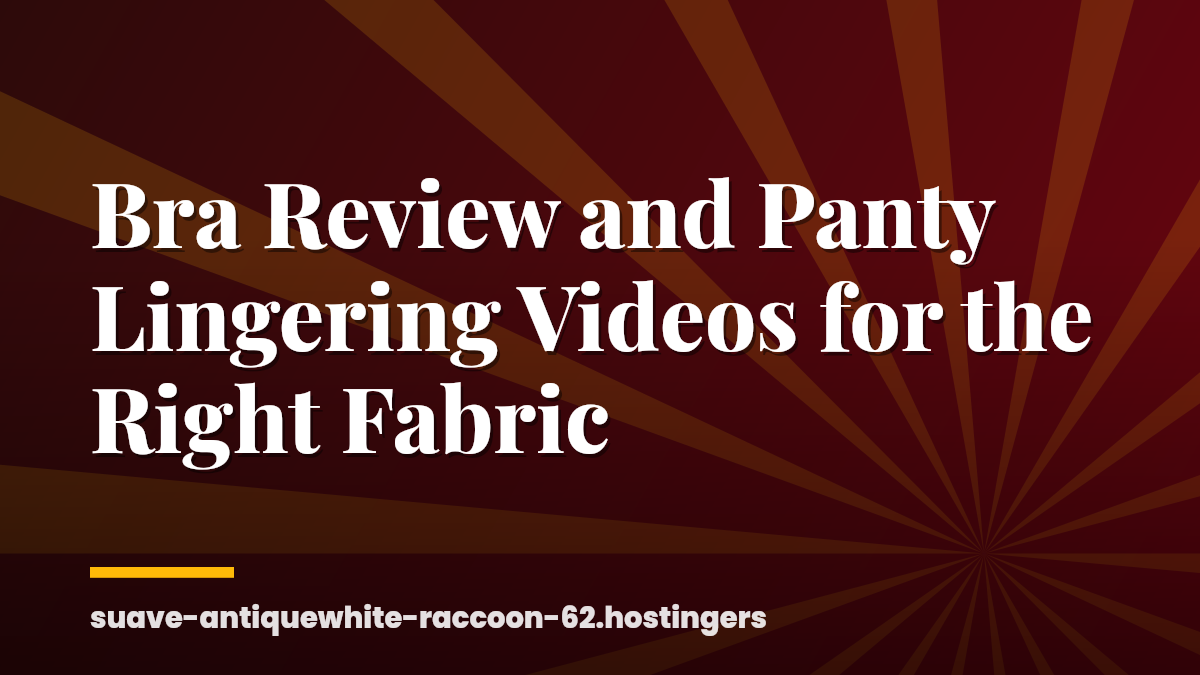 Bra Review and Panty
Lingering Videos for the
Right Fabric
suave-antiquewhite-raccoon-62.hostingers